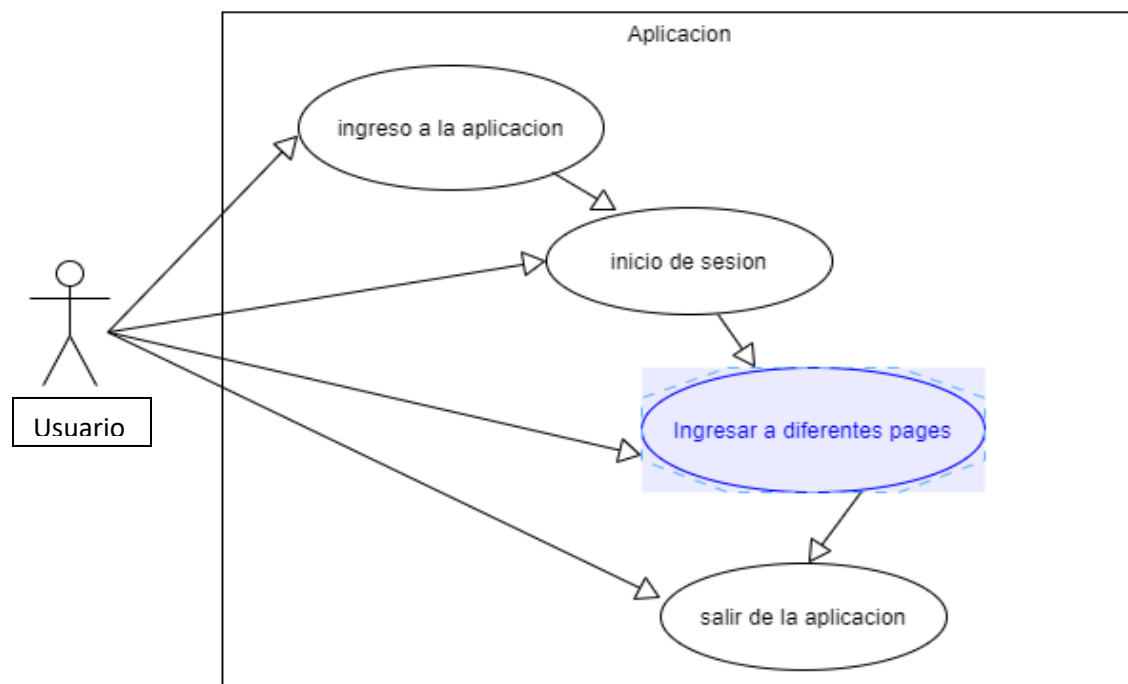 Aplicacion
ingreso a la aplicacion
inicio de sesion
Ingresar a diferentes pages
salir de la aplicacion
Usuario